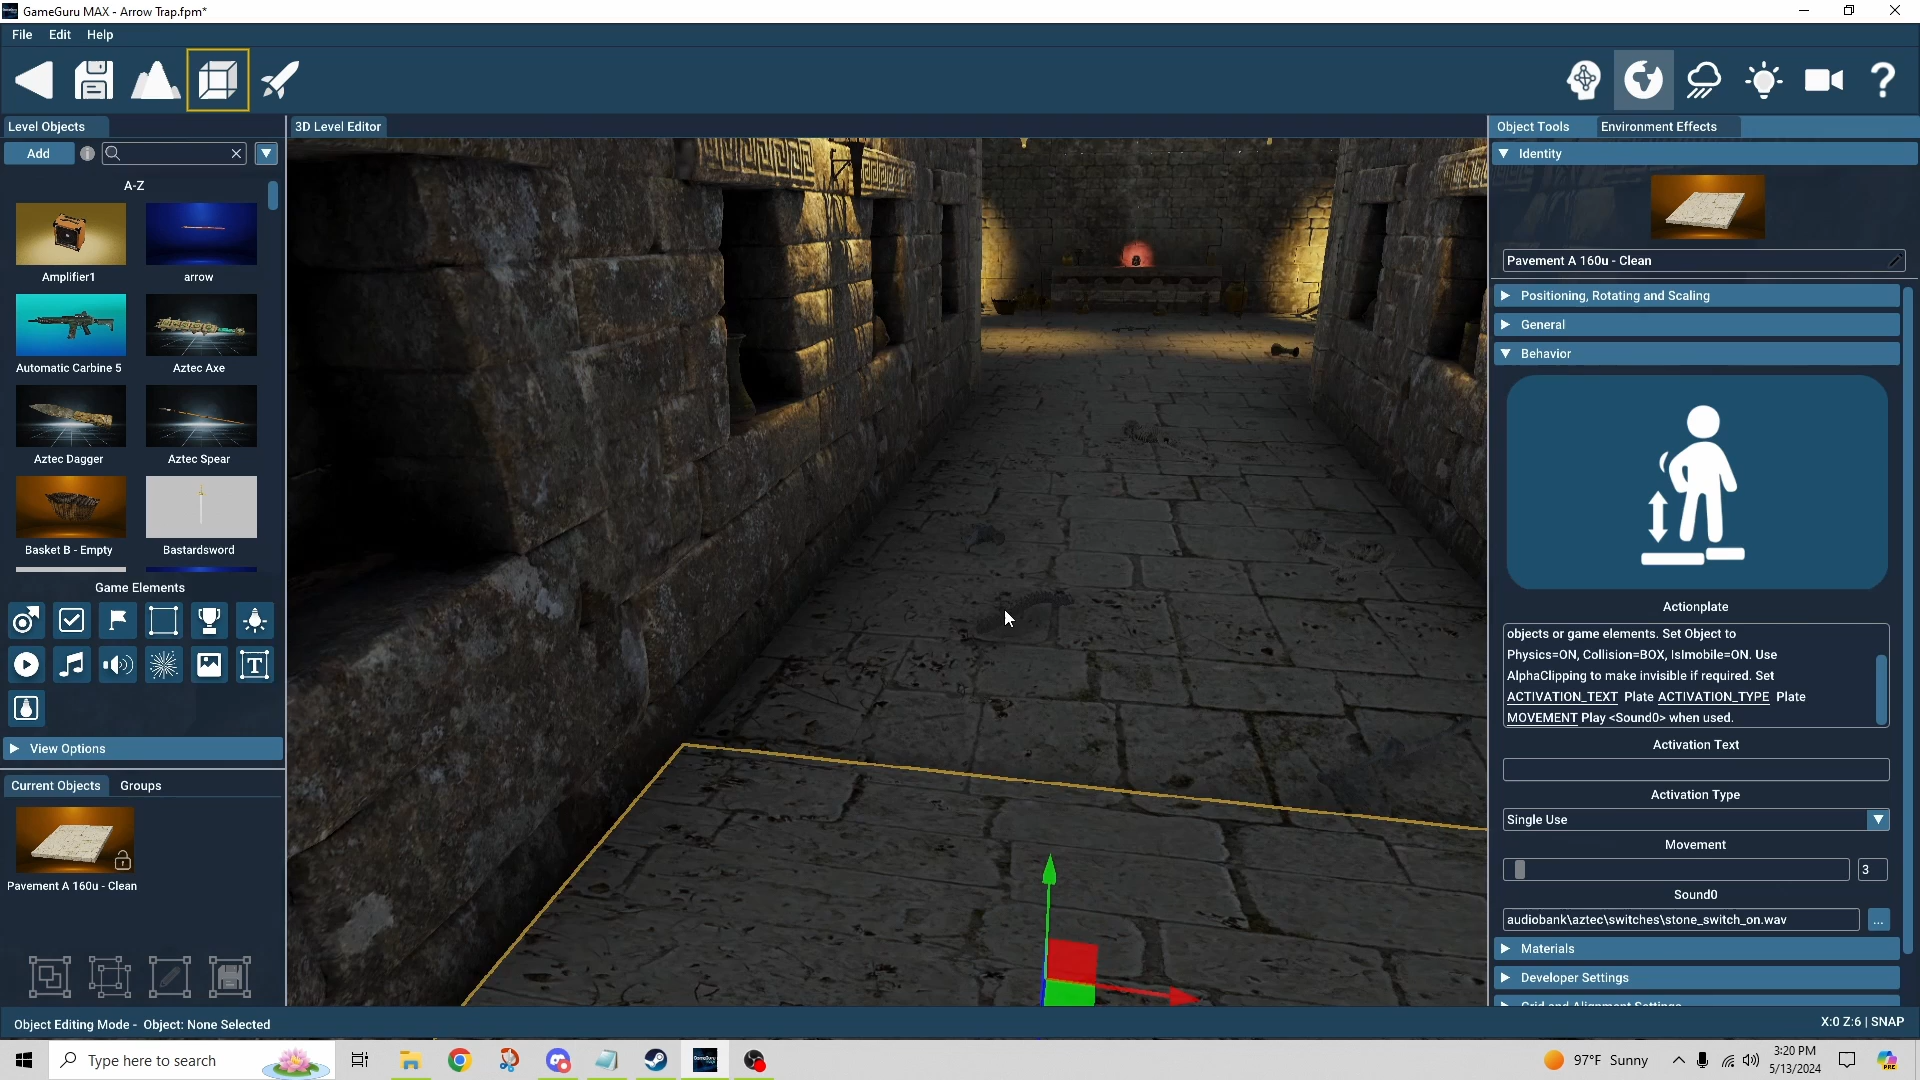 GameGuru MAX - Arrow Trap.fpm*
File Edit Help
Level Objects
3D Level Editor
Object Tools Environment Effects
Add
Identity
A-Z
Amplifier1 arrow
Automatic Carbine 5 Aztec Axe
Aztec Dagger Aztec Spear
Basket B - Empty Bastardsword
Game Elements
View Options
Current Objects Groups
Pavement A 160u - Clean
Pavement A 160u - Clean
Positioning, Rotating and Scaling
General
Behavior
Actionplate
objects or game elements. Set Object to
Physics=ON, Collision=BOX, IsImobile=ON. Use
AlphaClipping to make invisible if required. Set
ACTIVATION_TEXT Plate ACTIVATION_TYPE Plate
MOVEMENT Play <Sound0> when used.
Activation Text
Activation Type
Single Use
Movement
3
Sound0
audiobank\aztec\switches\stone_switch_on.wav
...
Materials
Developer Settings
Object Editing Mode - Object: None Selected
X:0 Z:6 | SNAP
Type here to search
97°F Sunny
3:20 PM
5/13/2024